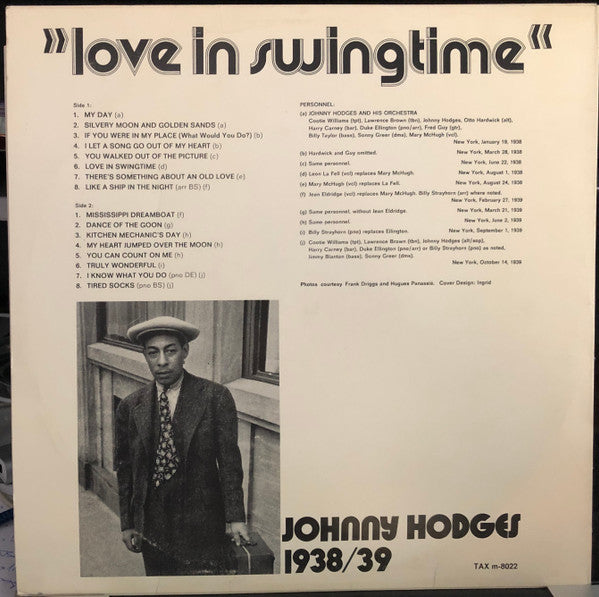 "love in swingtime"
Side 1:
1. MY DAY (a)
2. SILVERY MOON AND GOLDEN SANDS (a)
3. IF YOU WERE IN MY PLACE (What Would You Do?) (b)
4. I LET A SONG GO OUT OF MY HEART (b)
5. YOU WALKED OUT OF THE PICTURE (c)
6. LOVE IN SWINGTIME (d)
7. THERE'S SOMETHING ABOUT AN OLD LOVE (e)
8. LIKE A SHIP IN THE NIGHT (arr BS) (f)
Side 2:
1. MISSISSIPPI DREAMBOAT (f)
2. DANCE OF THE GOON (g)
3. KITCHEN MECHANIC'S DAY (h)
4. MY HEART JUMPED OVER THE MOON (h)
5. YOU CAN COUNT ON ME (h)
6. TRULY WONDERFUL (i)
7. I KNOW WHAT YOU DO (pno DE) (j)
8. TIRED SOCKS (pno BS) (j)
PERSONNEL:
(a) JOHNNY HODGES AND HIS ORCHESTRA
Cootie Williams (tpt), Lawrence Brown (tbn), Johnny Hodges, Otto Hardwick (alt),
Harry Carney (bar), Duke Ellington (pno/arr), Fred Guy (gtr),
Billy Taylor (bass), Sonny Greer (dms), Mary McHugh (vcl).
New York, January 19, 1938
(b) Hardwick and Guy omitted. New York, March 28, 1938
(c) Same personnel. New York, June 22, 1938
(d) Leon La Fell (vcl) replaces Mary McHugh. New York, August 1, 1938
(e) Mary McHugh (vcl) replaces La Fell. New York, August 24, 1938
(f) Jean Eldridge (vcl) replaces Mary McHugh. Billy Strayhorn (arr) where noted.
New York, February 27, 1939
(g) Same personnel, without Jean Eldridge. New York, March 21, 1939
(h) Same personnel. New York, June 2, 1939
(i) Billy Strayhorn (pno) replaces Ellington. New York, September 1, 1939
(j) Cootie Williams (tpt), Lawrence Brown (tbn), Johnny Hodges (alt/sop),
Harry Carney (bar), Duke Ellington (pno/arr) or Billy Strayhorn (pno/arr) as noted,
Jimmy Blanton (bass), Sonny Greer (dms)
New York, October 14, 1939
Photos courtesy Frank Driggs and Hugues Panassie. Cover Design: Ingrid
JOHNNY HODGES
1938/39
TAX m-8022